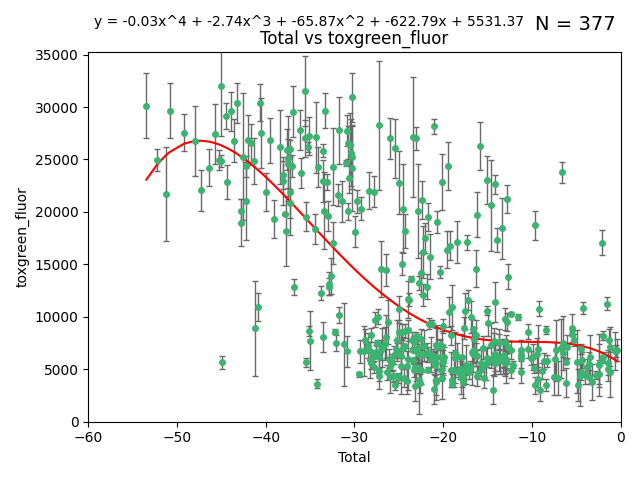 y = -0.03x^4 + -2.74x^3 + -65.87x^2 + -622.79x + 5531.37 N = 377
Total vs toxgreen_fluor
35000
30000
25000
20000
15000
10000
5000
0
toxgreen_fluor
−60 −50 −40 −30 −20 −10 0
Total